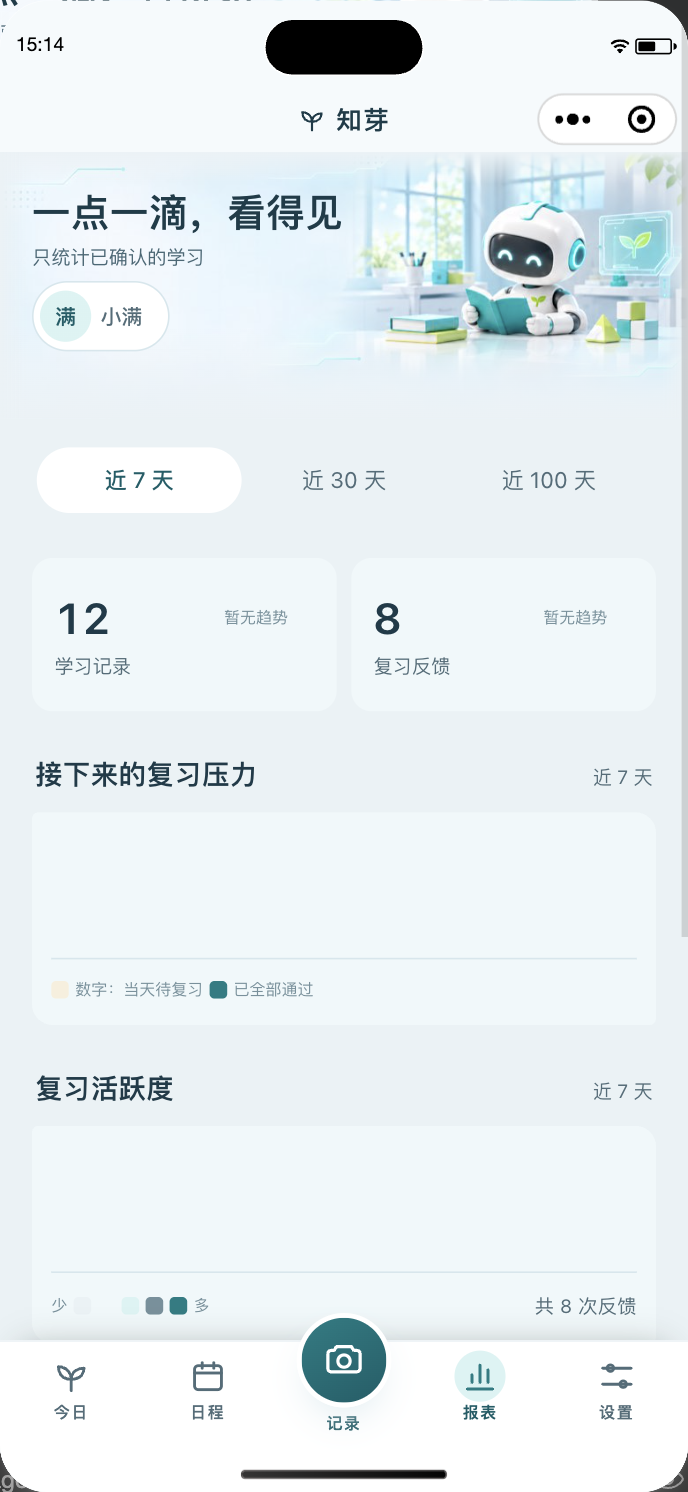 15:14
知芽
一点一滴，看得见
只统计已确认的学习
满 小满
近 7 天 近 30 天 近 100 天
12 暂无趋势
学习记录
8 暂无趋势
复习反馈
接下来的复习压力 近 7 天
数字：当天待复习 已全部通过
复习活跃度 近 7 天
少 多 共 8 次反馈
今日 日程 记录 报表 设置